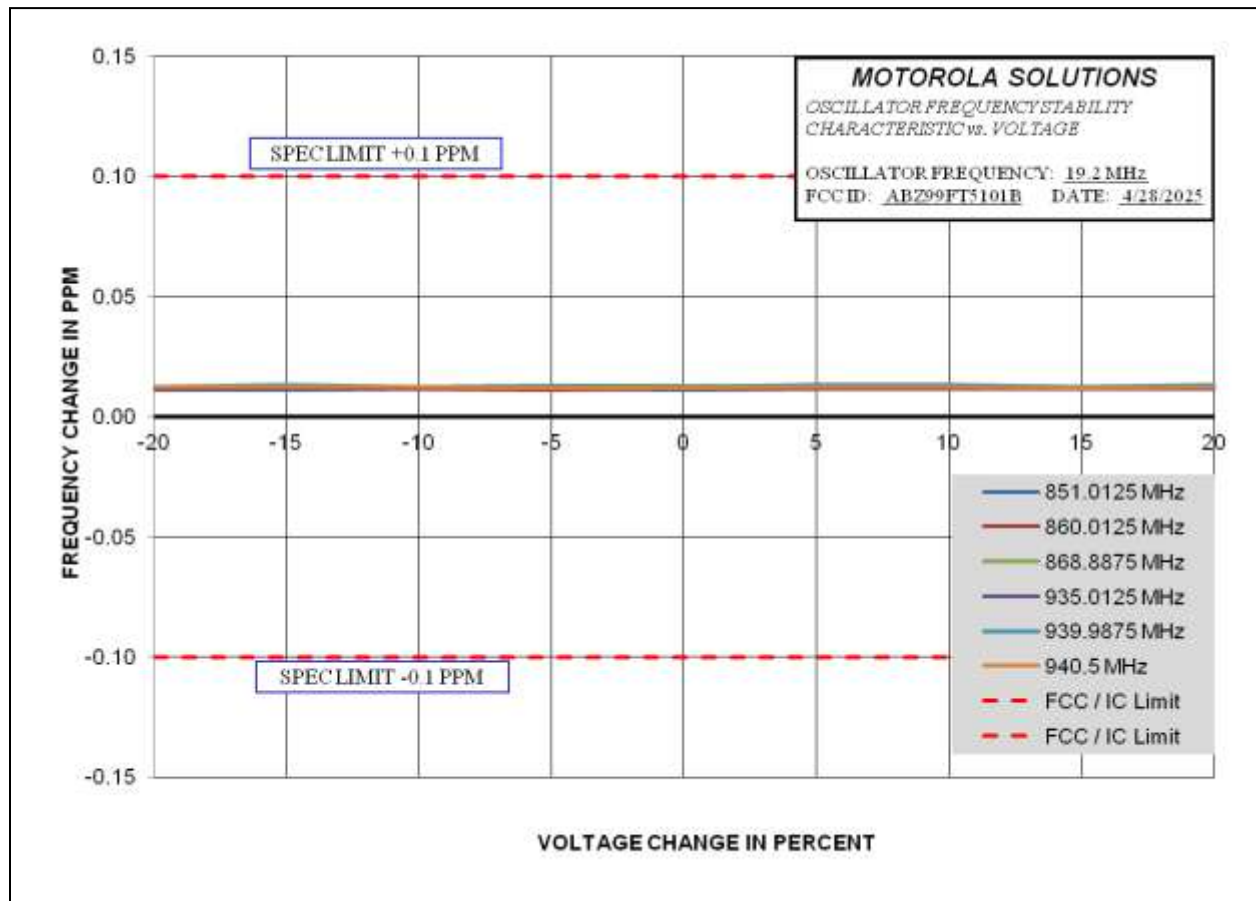 0.15
MOTOROLA SOLUTIONS
OSCILLATOR FREQUENCY STABILITY
CHARACTERISTIC vs. VOLTAGE
OSCILLATOR FREQUENCY: 19.2 MHz
FCC ID: ABZ99FT5101B DATE: 4/28/2025
SPEC LIMIT +0.1 PPM
0.10
0.05
0.00
-20 -15 -10 -5 0 5 10 15 20
FREQUENCY CHANGE IN PPM
-0.05
851.0125 MHz
860.0125 MHz
868.8875 MHz
935.0125 MHz
939.9875 MHz
940.5 MHz
FCC / IC Limit
FCC / IC Limit
-0.10
SPEC LIMIT -0.1 PPM
-0.15
VOLTAGE CHANGE IN PERCENT